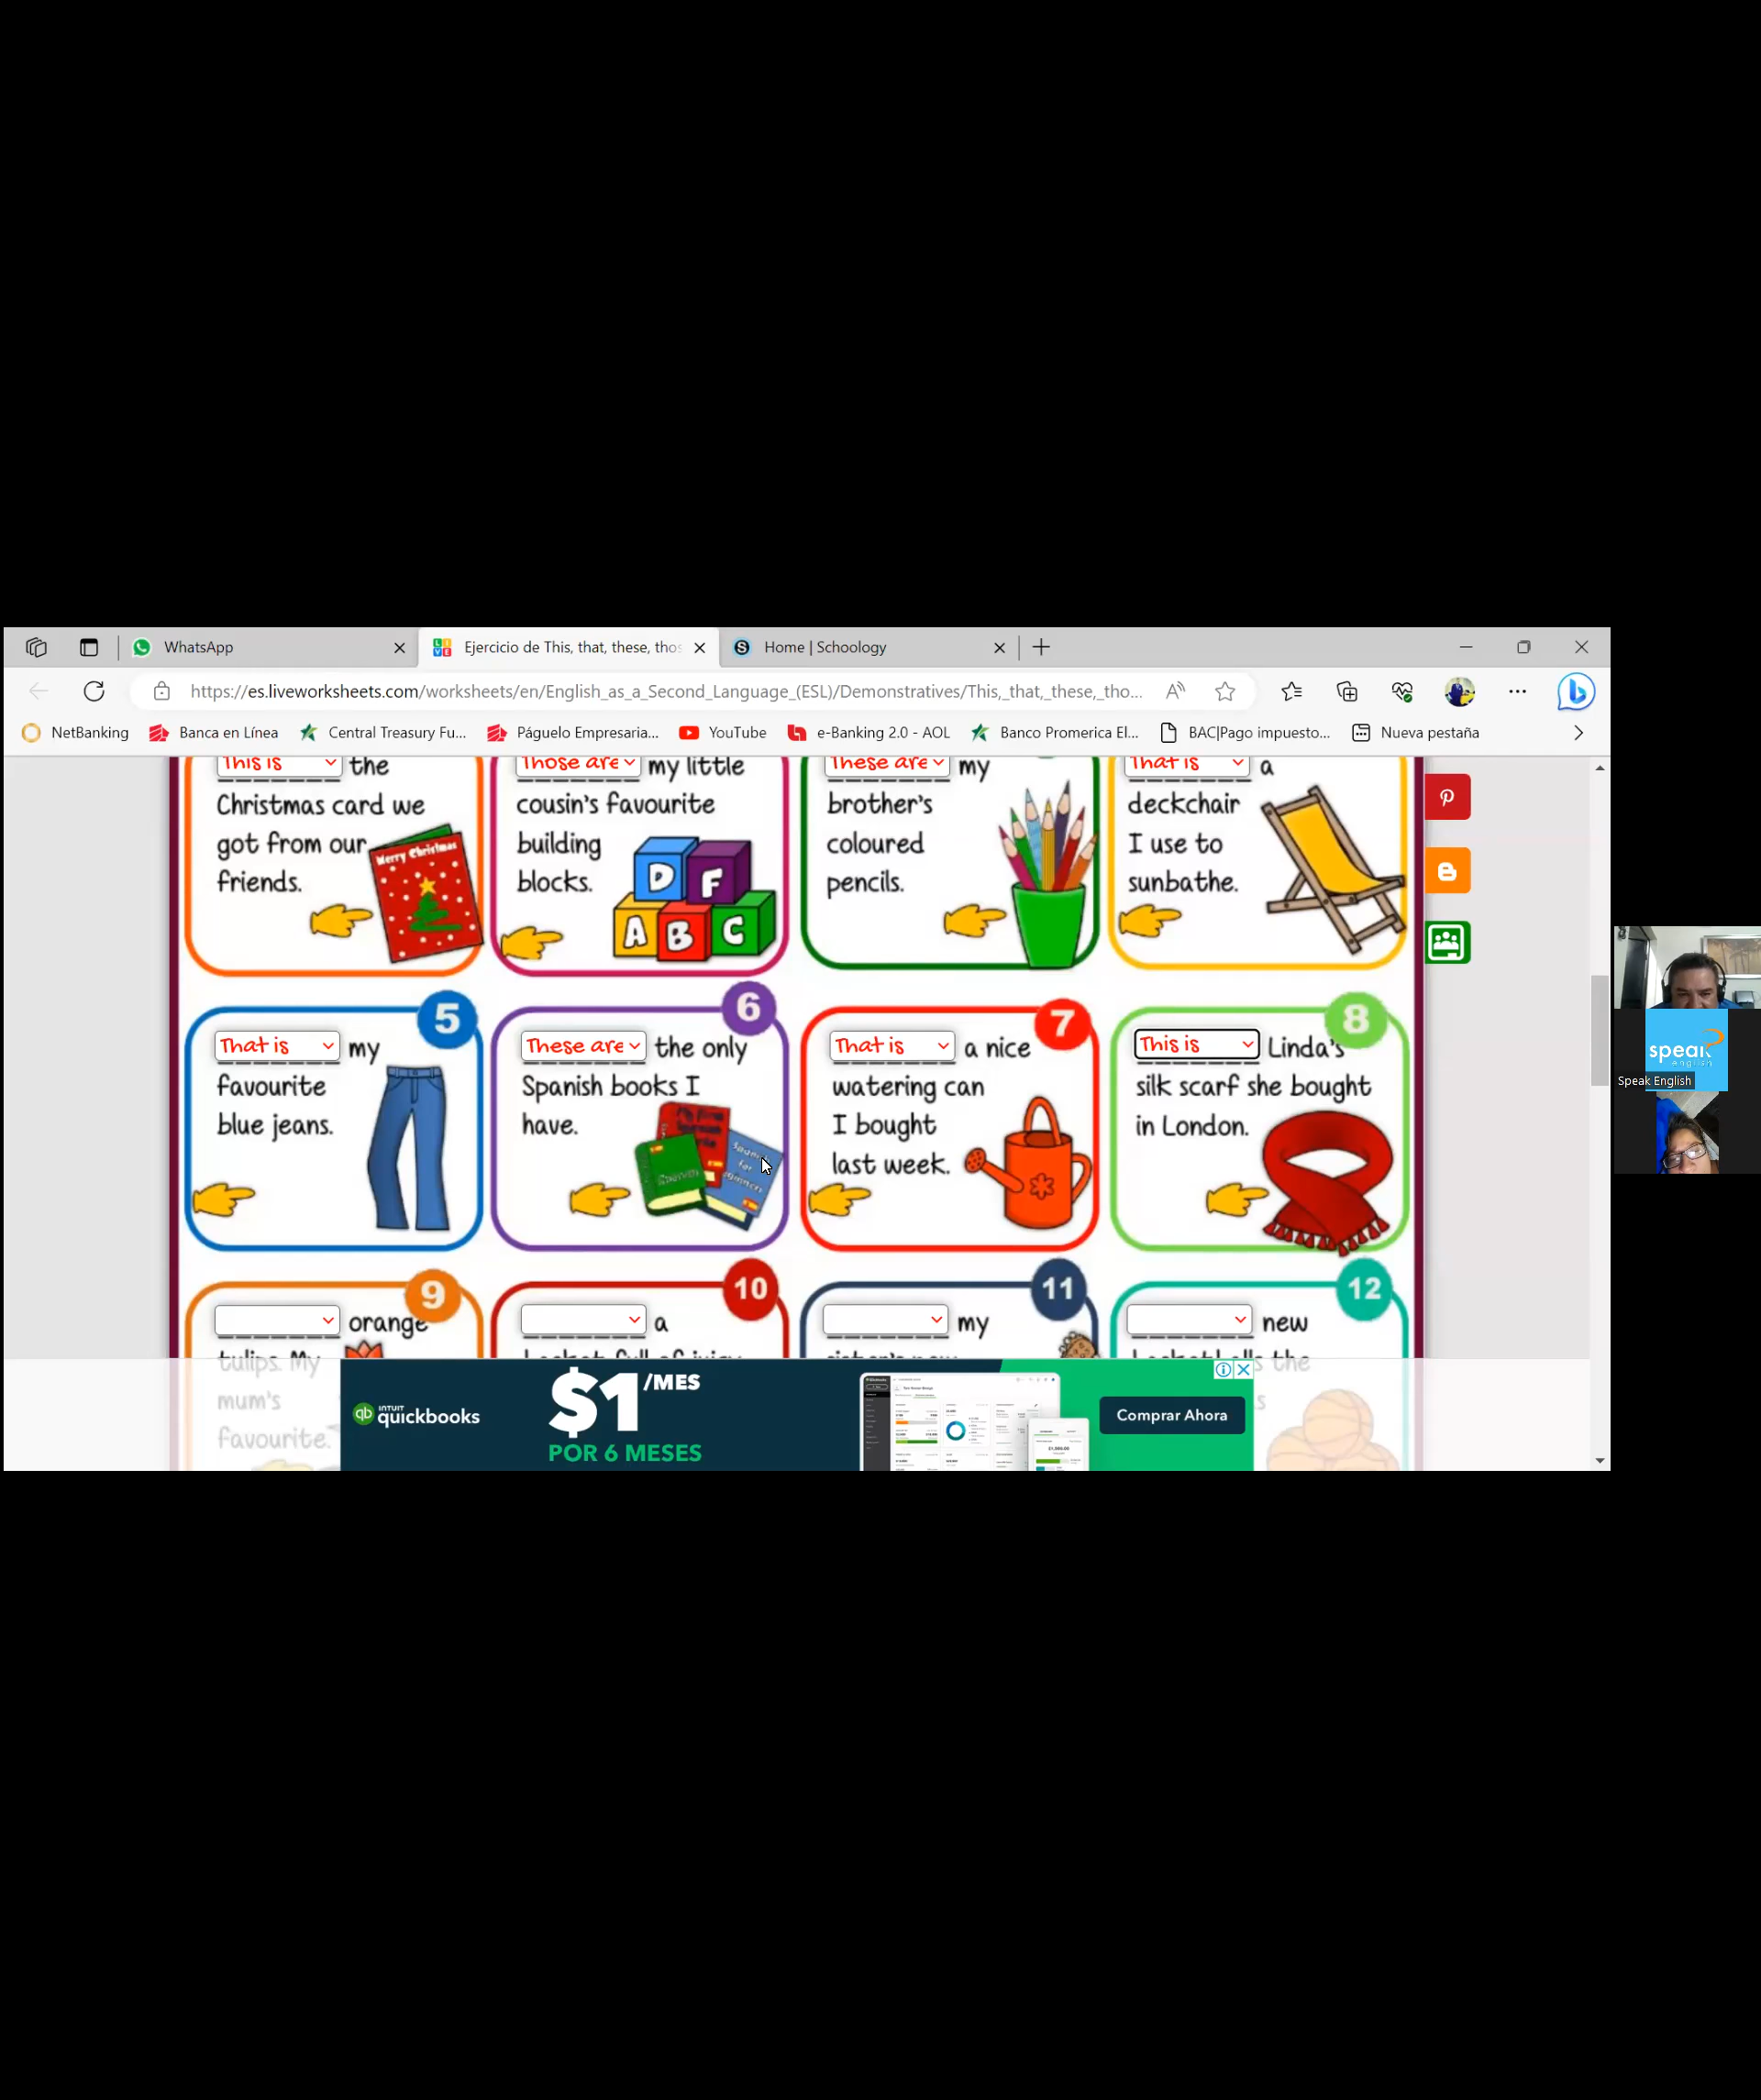 WhatsApp
Ejercicio de This, that, these, thos
Home | Schoology
https://es.liveworksheets.com/worksheets/en/English_as_a_Second_Language_(ESL)/Demonstratives/This,_that,_these,_tho...
NetBanking
Banca en Línea
Central Treasury Fu...
Páguelo Empresaria...
YouTube
e-Banking 2.0 - AOL
Banco Promerica El...
BAC|Pago impuesto...
Nueva pestaña
This is the
Christmas card we
got from our
friends.
Merry Christmas
Those are my little
cousin's favourite
building
blocks.
D F
A B C
These are my
brother's
coloured
pencils.
That is a
deckchair
I use to
sunbathe.
5
That is my
favourite
blue jeans.
6
These are the only
Spanish books I
have.
7
That is a nice
watering can
I bought
last week.
8
This is Linda's
silk scarf she bought
in London.
9
orange
tulips. My
mum's
favourite.
10
a
11
my
12
new
the
INTUIT
quickbooks
$1/MES
POR 6 MESES
Comprar Ahora
speak
english
Speak English